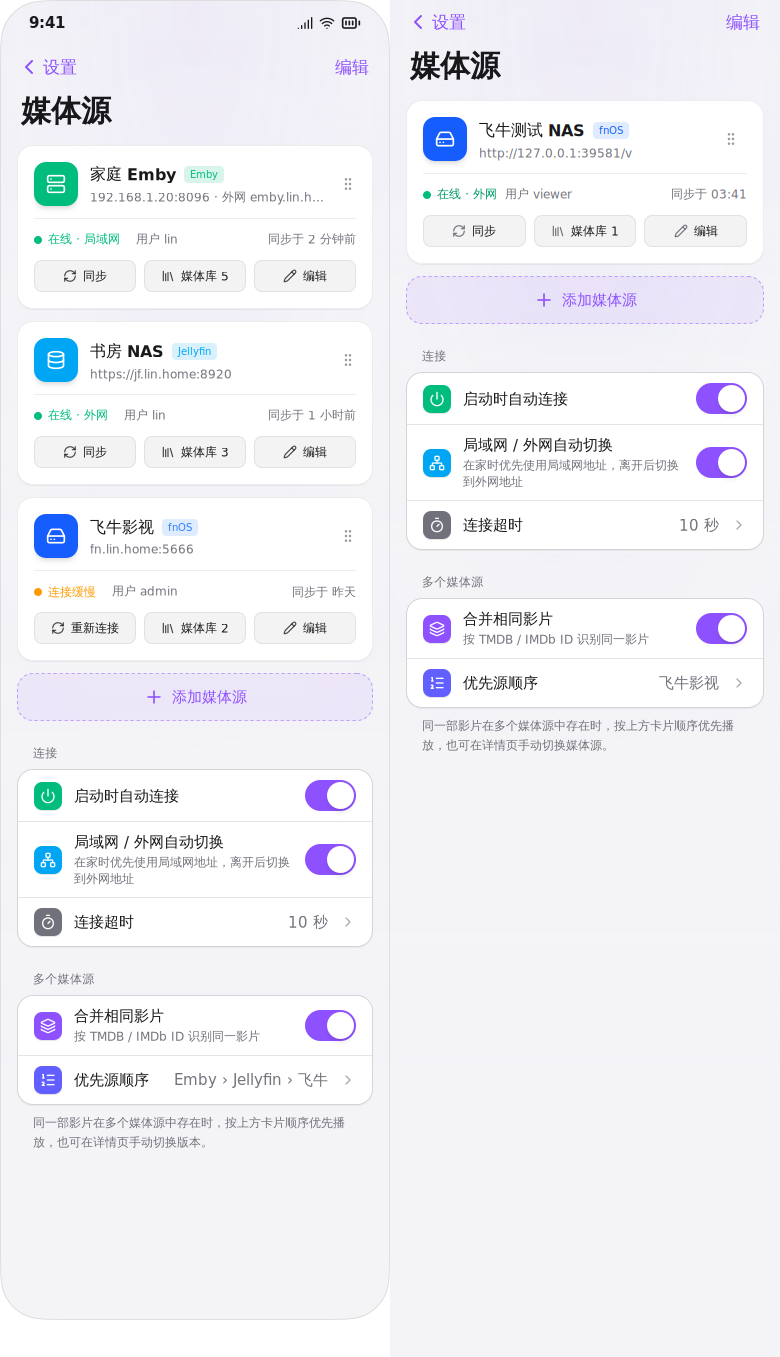 9:41
设置
编辑
媒体源
家庭 Emby
Emby
192.168.1.20:8096 · 外网 emby.lin.h...
在线 · 局域网
用户 lin
同步于 2 分钟前
同步
媒体库 5
编辑
书房 NAS
Jellyfin
https://jf.lin.home:8920
在线 · 外网
用户 lin
同步于 1 小时前
同步
媒体库 3
编辑
飞牛影视
fnOS
fn.lin.home:5666
连接缓慢
用户 admin
同步于 昨天
重新连接
媒体库 2
编辑
添加媒体源
连接
启动时自动连接
局域网 / 外网自动切换
在家时优先使用局域网地址，离开后切换
到外网地址
连接超时
10 秒
多个媒体源
合并相同影片
按 TMDB / IMDb ID 识别同一影片
优先源顺序
Emby › Jellyfin › 飞牛
同一部影片在多个媒体源中存在时，按上方卡片顺序优先播
放，也可在详情页手动切换版本。
设置
编辑
媒体源
飞牛测试 NAS
fnOS
http://127.0.0.1:39581/v
在线 · 外网
用户 viewer
同步于 03:41
同步
媒体库 1
编辑
添加媒体源
连接
启动时自动连接
局域网 / 外网自动切换
在家时优先使用局域网地址，离开后切换
到外网地址
连接超时
10 秒
多个媒体源
合并相同影片
按 TMDB / IMDb ID 识别同一影片
优先源顺序
飞牛影视
同一部影片在多个媒体源中存在时，按上方卡片顺序优先播
放，也可在详情页手动切换媒体源。